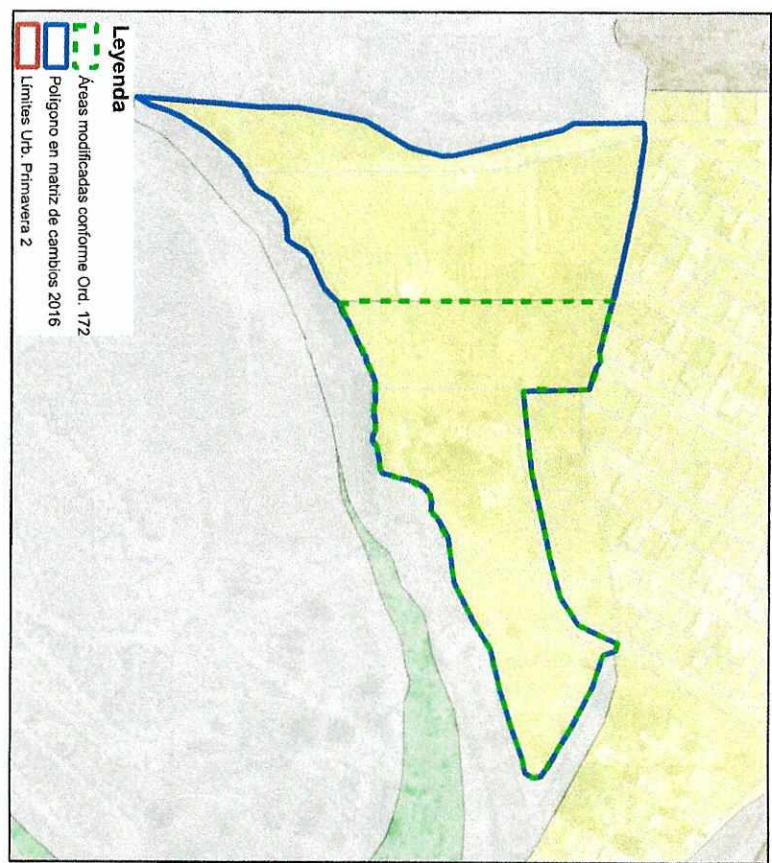 Leyenda
Áreas modificadas conforme Ord. 172
Polígono en matriz de cambios 2016
Límites Urb. Primavera 2